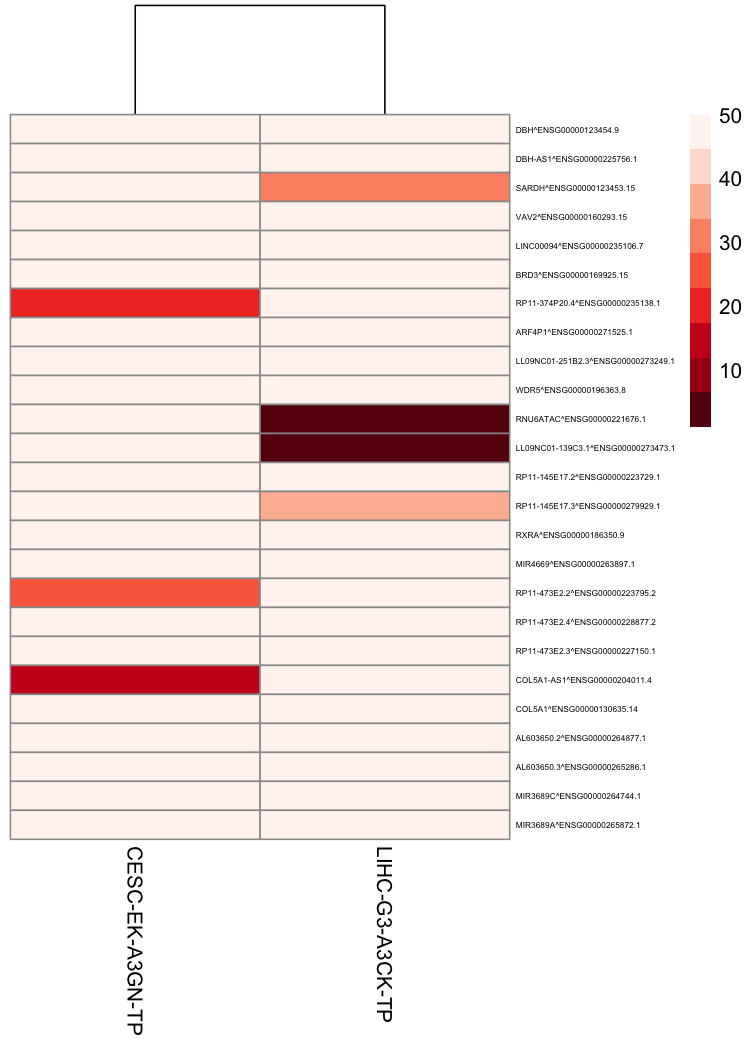 DBH^ENSG00000123454.9
DBH-AS1^ENSG00000225756.1
SARDH^ENSG00000123453.15
VAV2^ENSG00000160293.15
LINC00094^ENSG00000235106.7
BRD3^ENSG00000169925.15
RP11-374P20.4^ENSG00000235138.1
ARF4P1^ENSG00000271525.1
LL09NC01-251B2.3^ENSG00000273249.1
WDR5^ENSG00000196363.8
RNU6ATAC^ENSG00000221676.1
LL09NC01-139C3.1^ENSG00000273473.1
RP11-145E17.2^ENSG00000223729.1
RP11-145E17.3^ENSG00000279929.1
RXRA^ENSG00000186350.9
MIR4669^ENSG00000263897.1
RP11-473E2.2^ENSG00000223795.2
RP11-473E2.4^ENSG00000228877.2
RP11-473E2.3^ENSG00000227150.1
COL5A1-AS1^ENSG00000204011.4
COL5A1^ENSG00000130635.14
AL603650.2^ENSG00000264877.1
AL603650.3^ENSG00000265286.1
MIR3689C^ENSG00000264744.1
MIR3689A^ENSG00000265872.1
50
40
30
20
10
CESC-EK-A3GN-TP
LIHC-G3-A3CK-TP